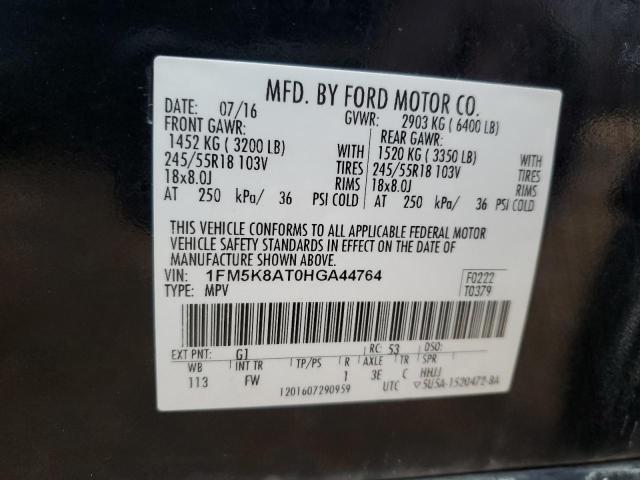 MFD. BY FORD MOTOR CO.
DATE: 07/16 GVWR: 2903 KG ( 6400 LB)
FRONT GAWR: REAR GAWR:
1452 KG ( 3200 LB) WITH 1520 KG ( 3350 LB) WITH
245/55R18 103V TIRES 245/55R18 103V TIRES
18x8.0J RIMS 18x8.0J RIMS
AT 250 kPa/ 36 PSI COLD AT 250 kPa/ 36 PSI COLD
THIS VEHICLE CONFORMS TO ALL APPLICABLE FEDERAL MOTOR
VEHICLE SAFETY STANDARDS IN EFFECT ON THE DATE OF
MANUFACTURE SHOWN ABOVE.
VIN: 1FM5K8AT0HGA44764 F0222
TYPE: MPV T0379
EXT PNT: G1 RC: 53 DSO:
WB INT TR TP/PS R AXLE TR SPR
113 FW 1 3E C HHJJ
1201607290959 UTC ▽5U5A-1520472-BA